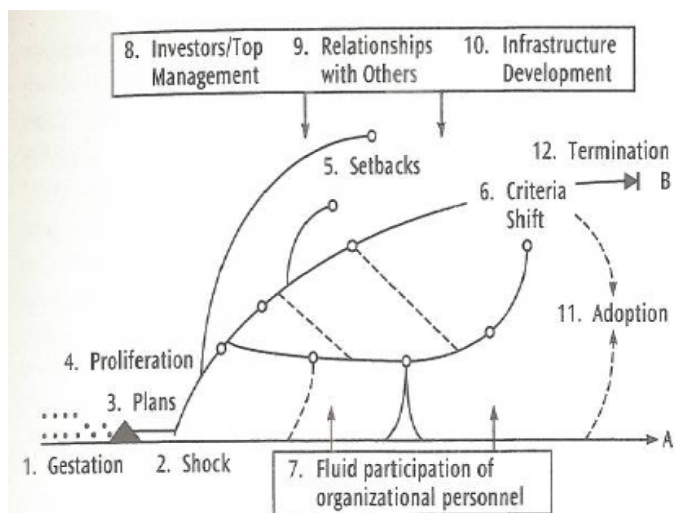 8. Investors/Top Management
9. Relationships with Others
10. Infrastructure Development
5. Setbacks
12. Termination
B
6. Criteria Shift
11. Adoption
4. Proliferation
3. Plans
A
1. Gestation
2. Shock
7. Fluid participation of organizational personnel